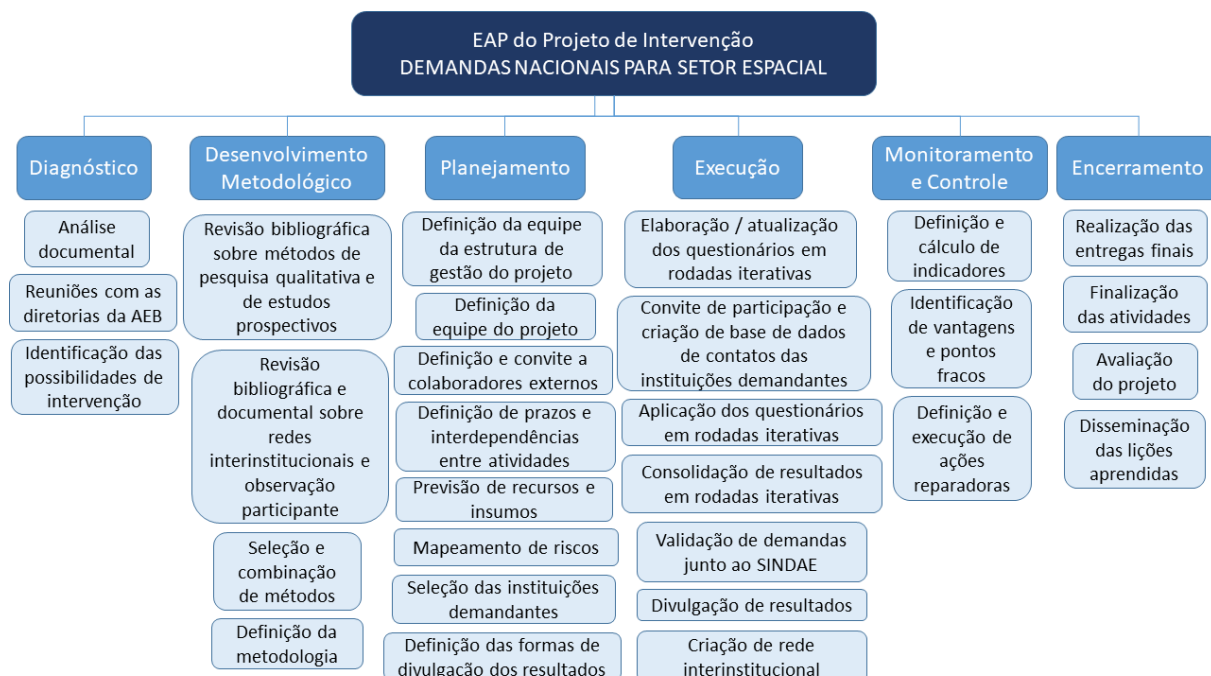 EAP do Projeto de Intervenção
DEMANDAS NACIONAIS PARA SETOR ESPACIAL
Diagnóstico
Análise
documental
Reuniões com as
diretorias da AEB
Identificação das
possibilidades de
intervenção
Desenvolvimento
Metodológico
Revisão bibliográfica
sobre métodos de
pesquisa qualitativa e
de estudos
prospectivos
Revisão
bibliográfica e
documental sobre
redes
interinstitucionais e
observação
participante
Seleção e
combinação
de métodos
Definição da
metodologia
Planejamento
Definição da equipe
da estrutura de
gestão do projeto
Definição da
equipe do projeto
Definição e convite a
colaboradores externos
Definição de prazos e
interdependências
entre atividades
Previsão de recursos e
insumos
Mapeamento de riscos
Seleção das instituições
demandantes
Definição das formas de
divulgação dos resultados
Execução
Elaboração / atualização
dos questionários em
rodadas iterativas
Convite de participação e
criação de base de dados
de contatos das
instituições demandantes
Aplicação dos questionários
em rodadas iterativas
Consolidação de resultados
em rodadas iterativas
Validação de demandas
junto ao SINDAE
Divulgação de resultados
Criação de rede
interinstitucional
Monitoramento
e Controle
Definição e
cálculo de
indicadores
Identificação
de vantagens
e pontos
fracos
Definição e
execução de
ações
reparadoras
Encerramento
Realização das
entregas finais
Finalização
das atividades
Avaliação
do projeto
Disseminação
das lições
aprendidas